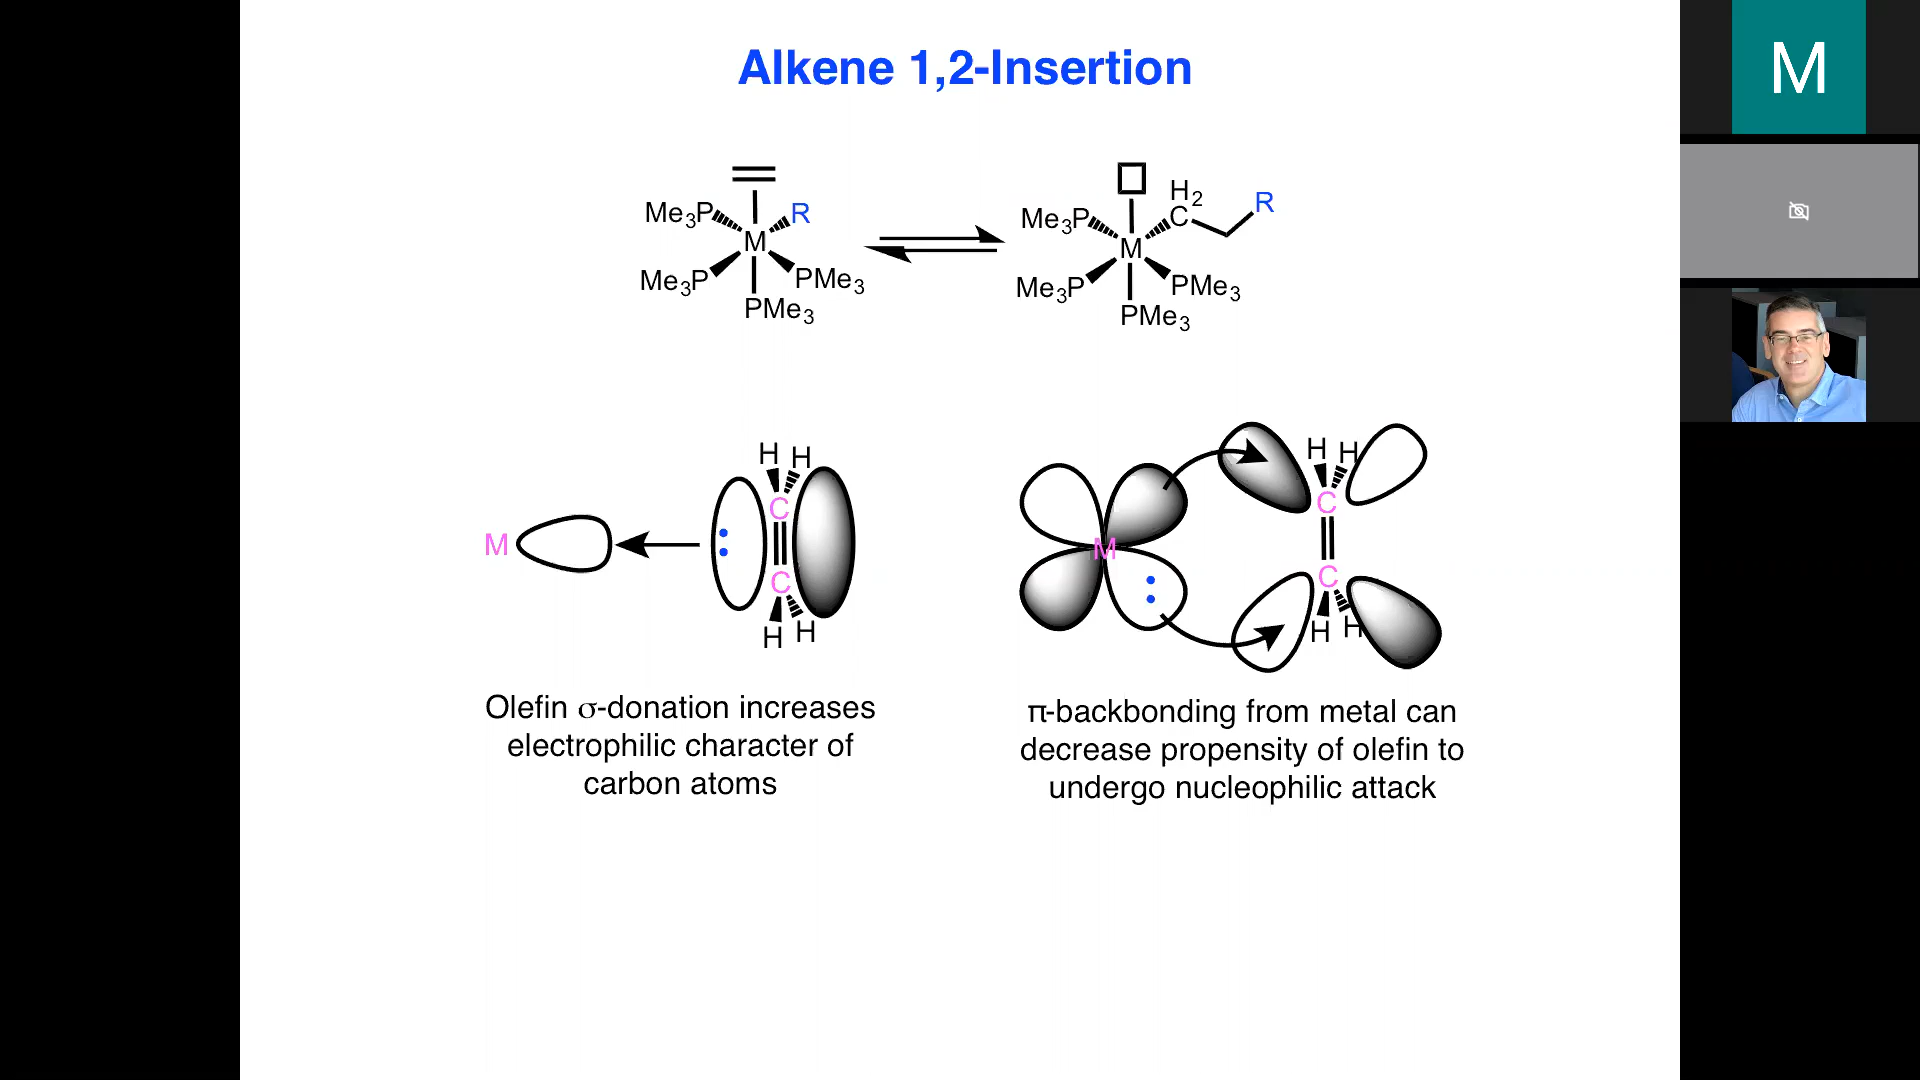 Alkene 1,2-Insertion
M
Me3P R
M
Me3P PMe3
PMe3
H2
Me3P C R
M
Me3P PMe3
PMe3
H H
C
M :
C
H H
H H
C
M
:
C
H H
Olefin σ-donation increases
electrophilic character of
carbon atoms
π-backbonding from metal can
decrease propensity of olefin to
undergo nucleophilic attack